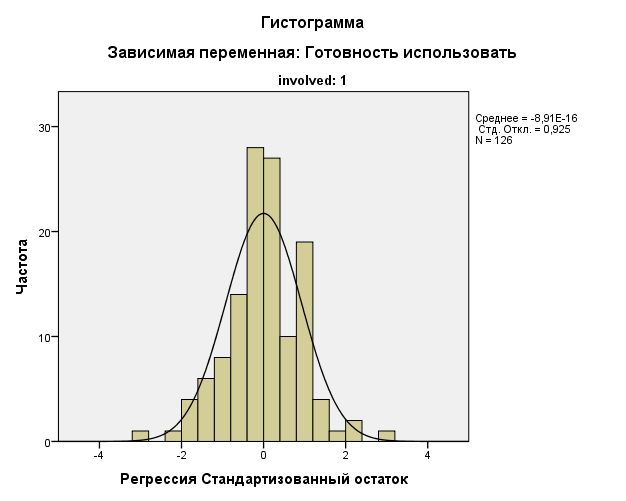 Гистограмма
Зависимая переменная: Готовность использовать
involved: 1
Среднее = -8,91E-16
Стд. Откл. = 0,925
N = 126
30
20
10
0
Частота
-4 -2 0 2 4
Регрессия Стандартизованный остаток